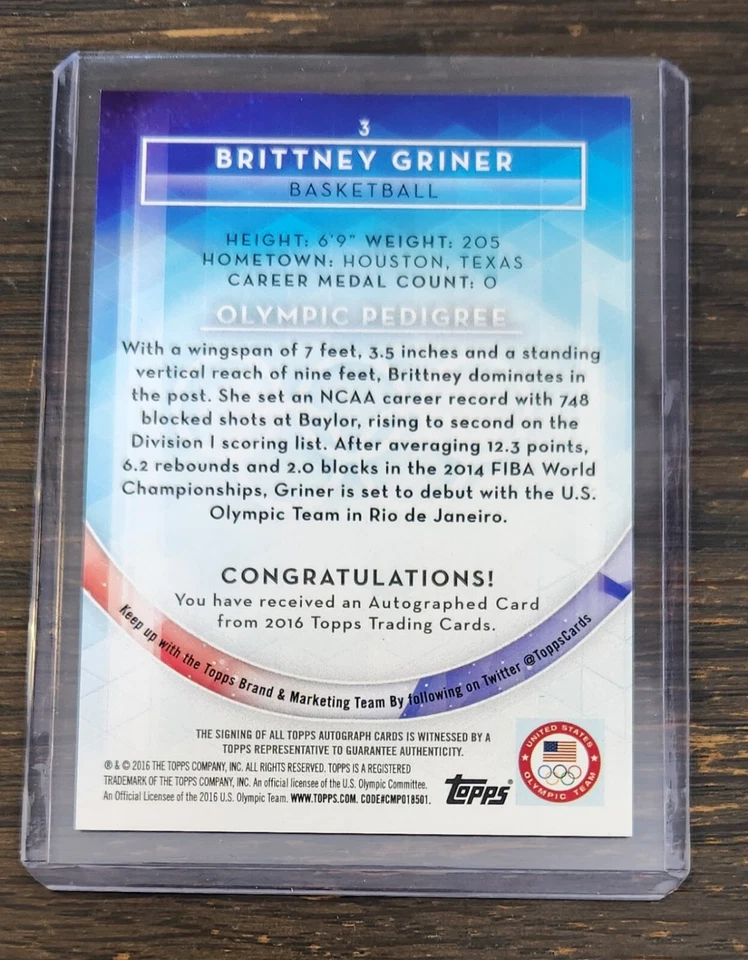 3
BRITTNEY GRINER
BASKETBALL
HEIGHT: 6'9" WEIGHT: 205
HOMETOWN: HOUSTON, TEXAS
CAREER MEDAL COUNT: 0
OLYMPIC PEDIGREE
With a wingspan of 7 feet, 3.5 inches and a standing
vertical reach of nine feet, Brittney dominates in
the post. She set an NCAA career record with 748
blocked shots at Baylor, rising to second on the
Division I scoring list. After averaging 12.3 points,
6.2 rebounds and 2.0 blocks in the 2014 FIBA World
Championships, Griner is set to debut with the U.S.
Olympic Team in Rio de Janeiro.
CONGRATULATIONS!
You have received an Autographed Card
from 2016 Topps Trading Cards.
Keep up with the Topps Brand & Marketing Team By following on Twitter @ToppsCards
THE SIGNING OF ALL TOPPS AUTOGRAPH CARDS IS WITNESSED BY A
TOPPS REPRESENTATIVE TO GUARANTEE AUTHENTICITY.
® & © 2016 THE TOPPS COMPANY, INC. ALL RIGHTS RESERVED. TOPPS IS A REGISTERED
TRADEMARK OF THE TOPPS COMPANY, INC. An official licensee of the U.S. Olympic Committee.
An Official Licensee of the 2016 U.S. Olympic Team. WWW.TOPPS.COM. CODE#CMP018501.
Topps®
UNITED STATES
OLYMPIC TEAM